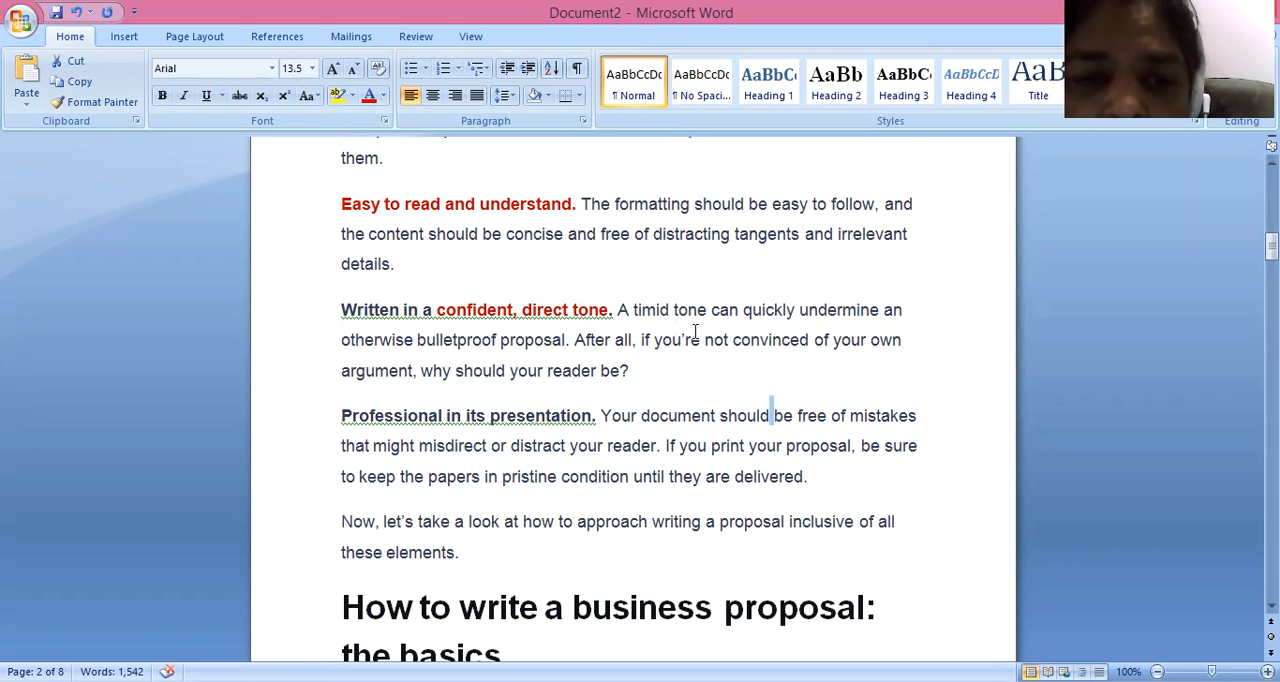 Document2 - Microsoft Word
Home Insert Page Layout References Mailings Review View
Paste
Cut
Copy
Format Painter
Clipboard
Arial 13.5
Font
Paragraph
AaBbCcDc AaBbCcDc AaBbCc AaBb AaBbCc AaBbCcD AaB
¶ Normal ¶ No Spaci... Heading 1 Heading 2 Heading 3 Heading 4 Title
Styles
Editing
them.
Easy to read and understand. The formatting should be easy to follow, and
the content should be concise and free of distracting tangents and irrelevant
details.
Written in a confident, direct tone. A timid tone can quickly undermine an
otherwise bulletproof proposal. After all, if you’re not convinced of your own
argument, why should your reader be?
Professional in its presentation. Your document should be free of mistakes
that might misdirect or distract your reader. If you print your proposal, be sure
to keep the papers in pristine condition until they are delivered.
Now, let’s take a look at how to approach writing a proposal inclusive of all
these elements.
How to write a business proposal:
the basics
Page: 2 of 8 Words: 1,542 100%